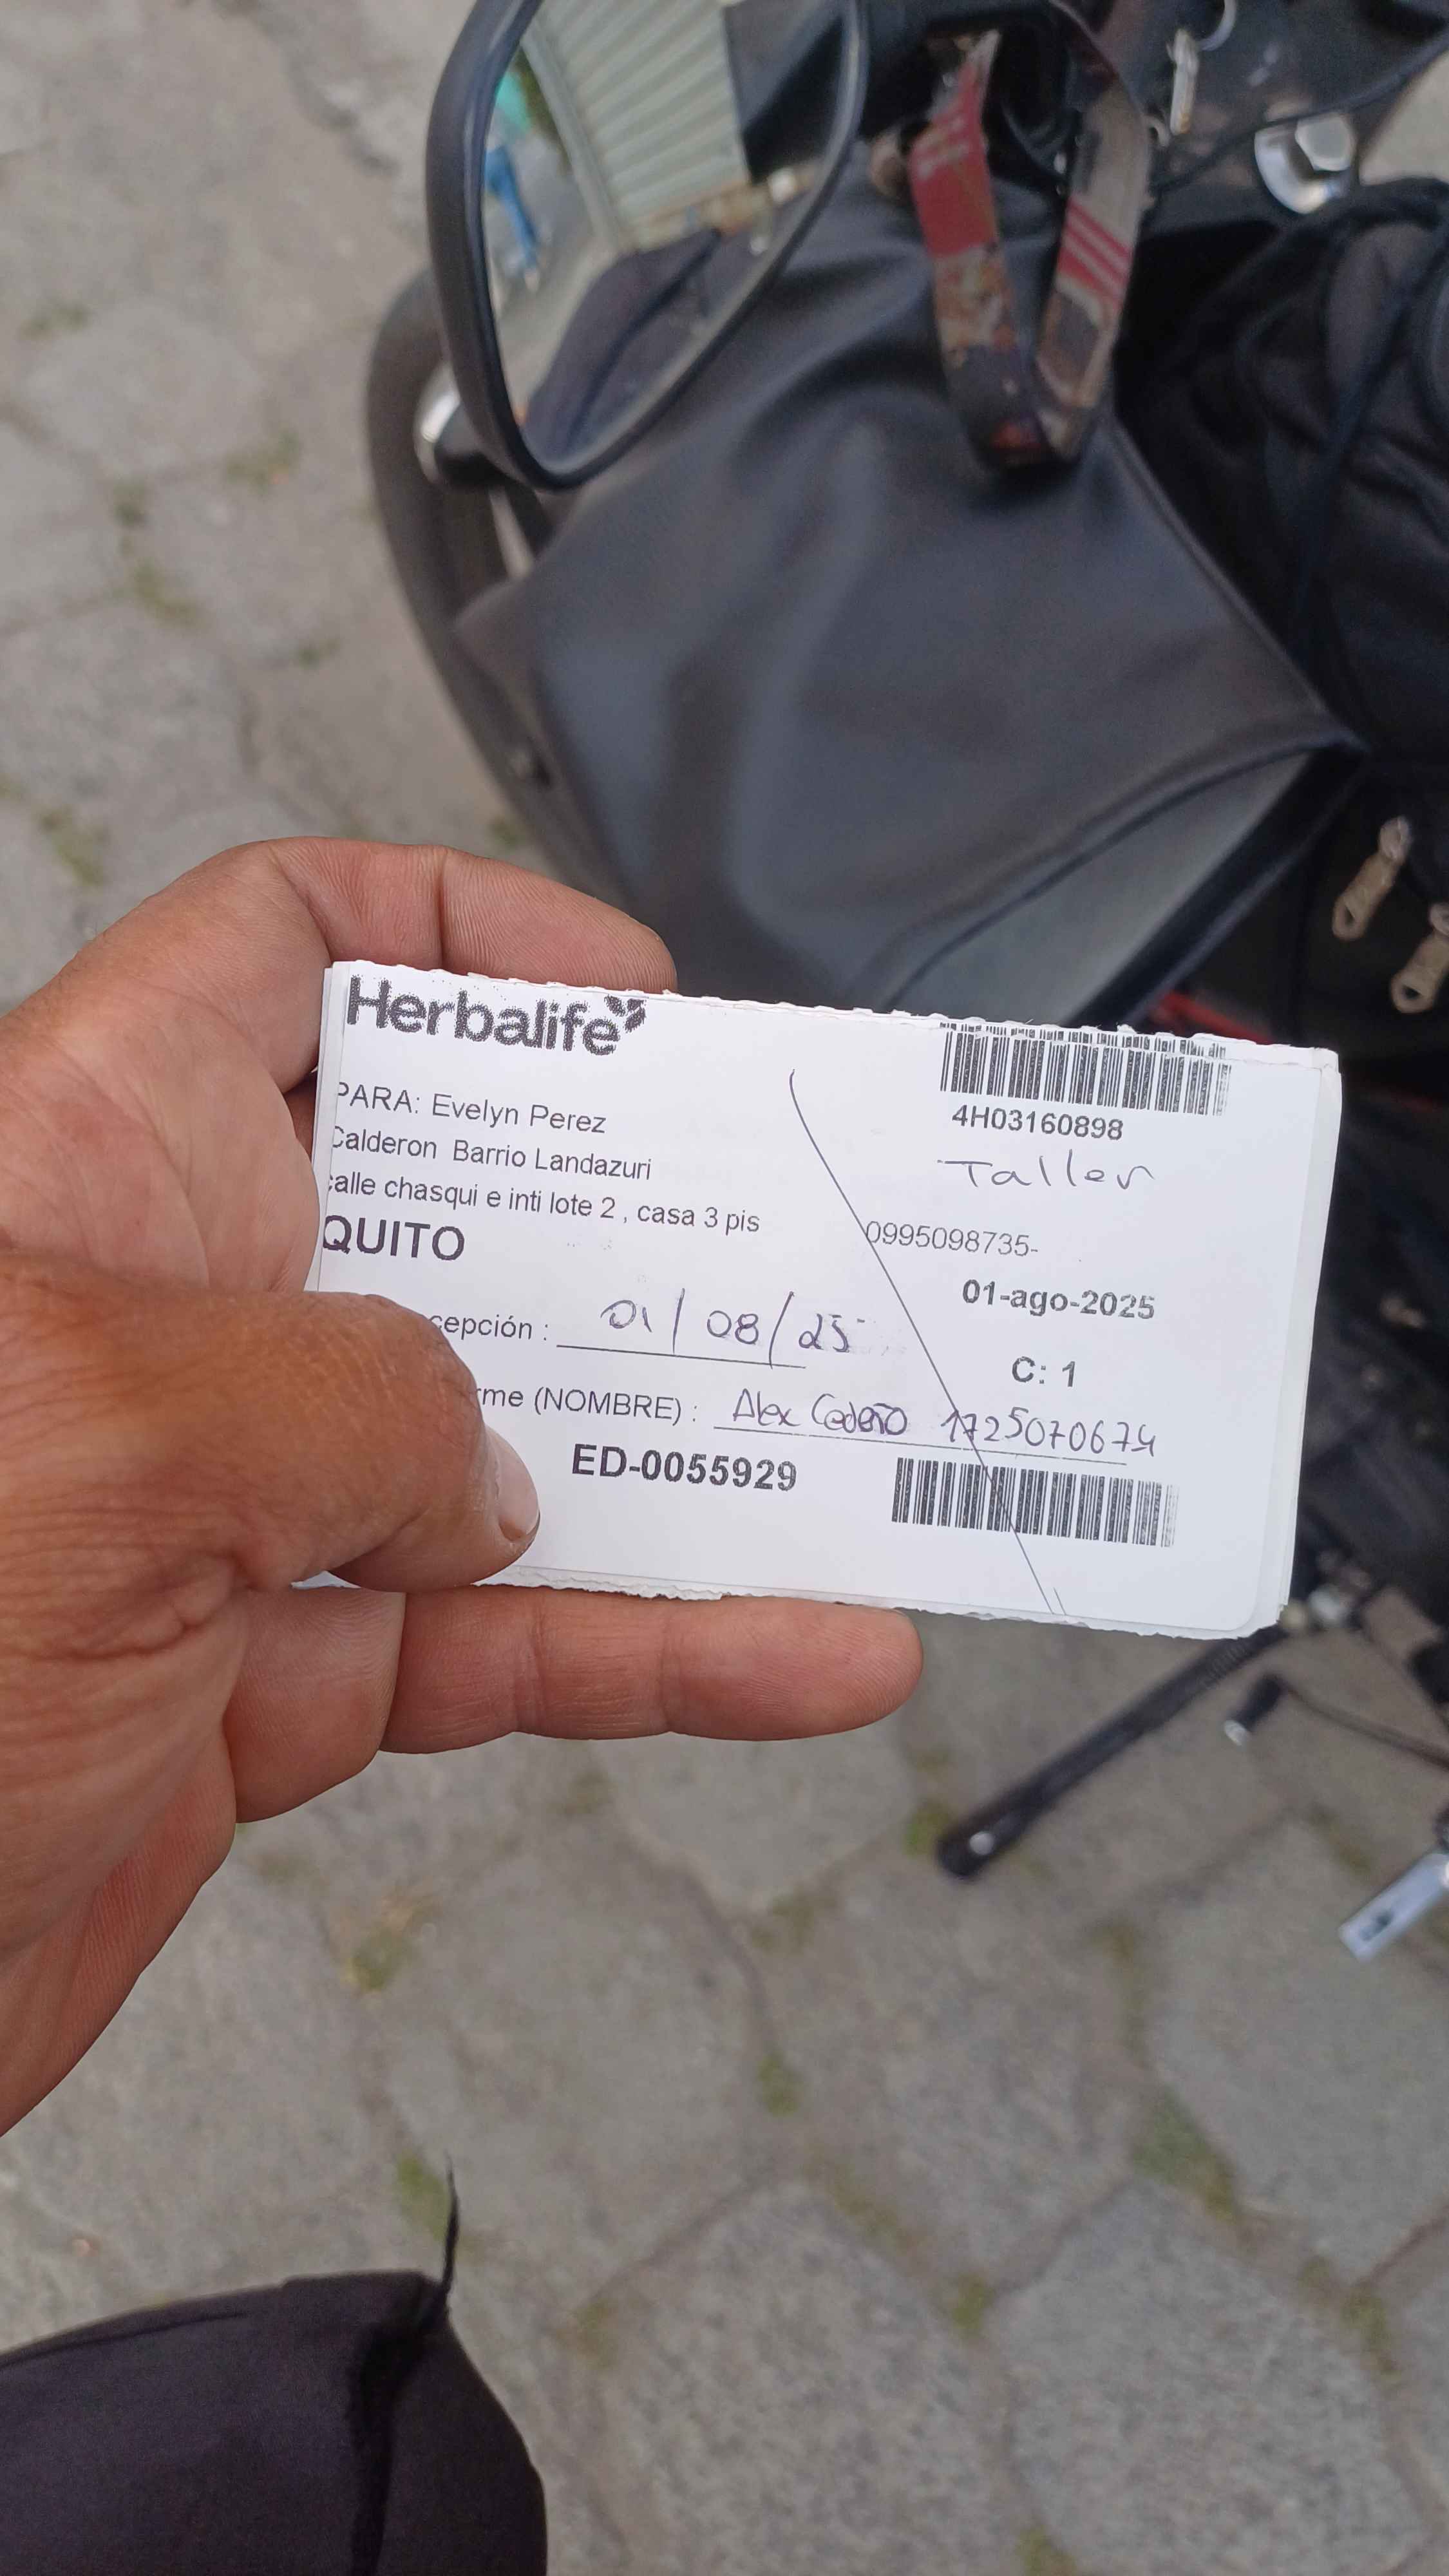 Herbalife
4H03160898
Taller
PARA: Evelyn Perez
Calderon Barrio Landazuri
calle chasqui e inti lote 2 , casa 3 pis
0995098735-
QUITO
01-ago-2025
cepción : 01/08/25
C: 1
rme (NOMBRE) : Alex Cedeño 1725070674
ED-0055929